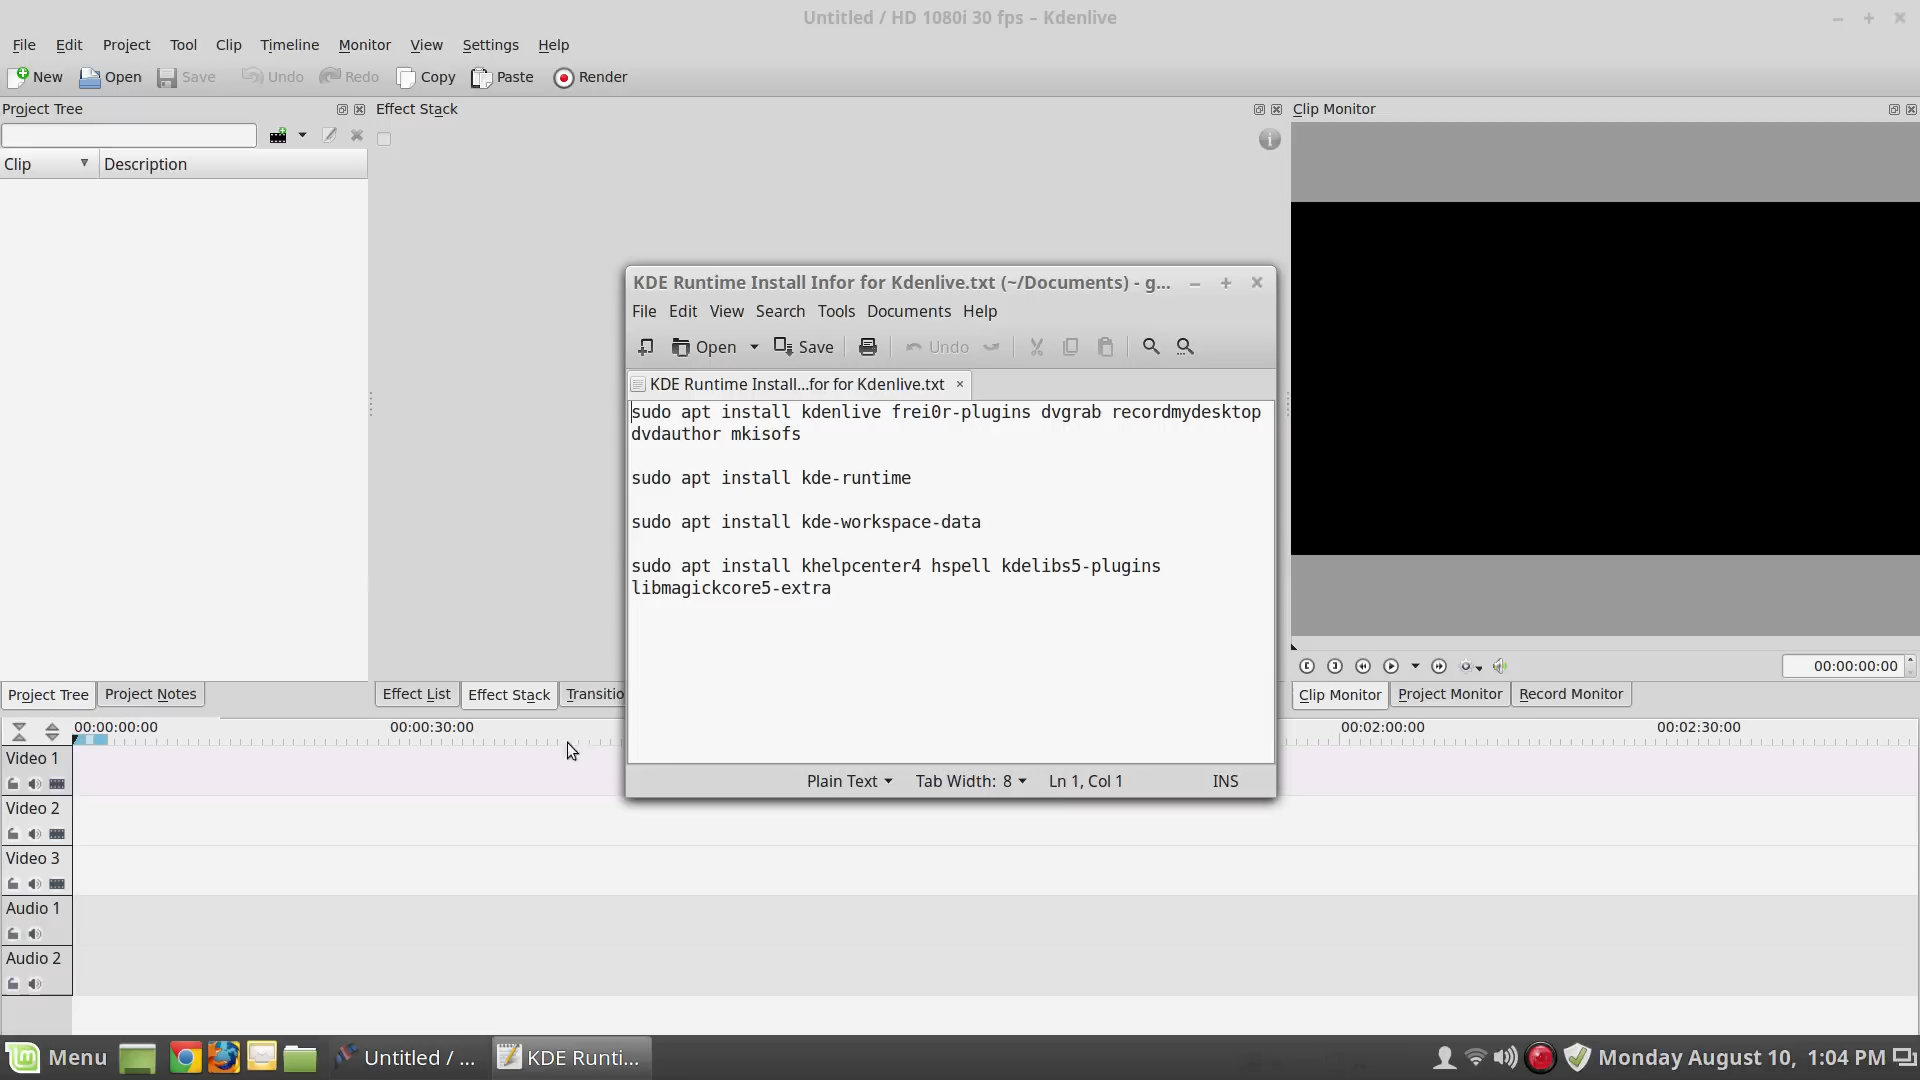 Untitled / HD 1080i 30 fps – Kdenlive
File Edit Project Tool Clip Timeline Monitor View Settings Help
New Open Save Undo Redo Copy Paste Render
Project Tree
Effect Stack
Clip Monitor
Clip Description
KDE Runtime Install Infor for Kdenlive.txt (~/Documents) - g...
File Edit View Search Tools Documents Help
Open Save Undo
KDE Runtime Install...for for Kdenlive.txt
sudo apt install kdenlive frei0r-plugins dvgrab recordmydesktop
dvdauthor mkisofs
sudo apt install kde-runtime
sudo apt install kde-workspace-data
sudo apt install khelpcenter4 hspell kdelibs5-plugins
libmagickcore5-extra
Plain Text Tab Width: 8 Ln 1, Col 1 INS
00:00:00:00
Project Tree Project Notes
Effect List Effect Stack Transitio
Clip Monitor Project Monitor Record Monitor
00:00:00:00 00:00:30:00 00:02:00:00 00:02:30:00
Video 1
Video 2
Video 3
Audio 1
Audio 2
Menu Untitled / ... KDE Runti... Monday August 10, 1:04 PM